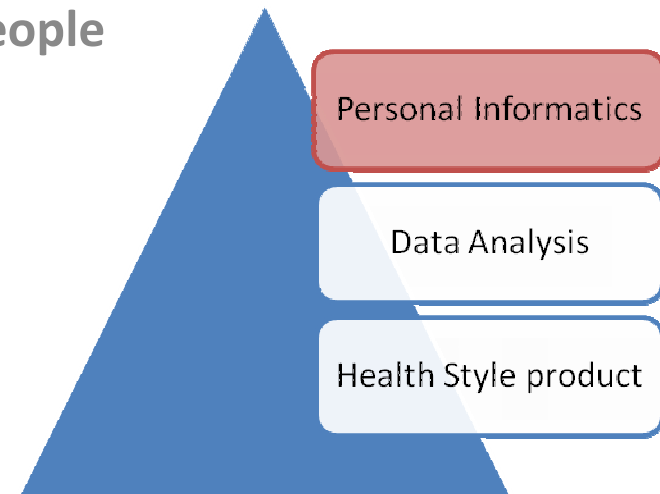 eople
Personal Informatics
Data Analysis
Health Style product